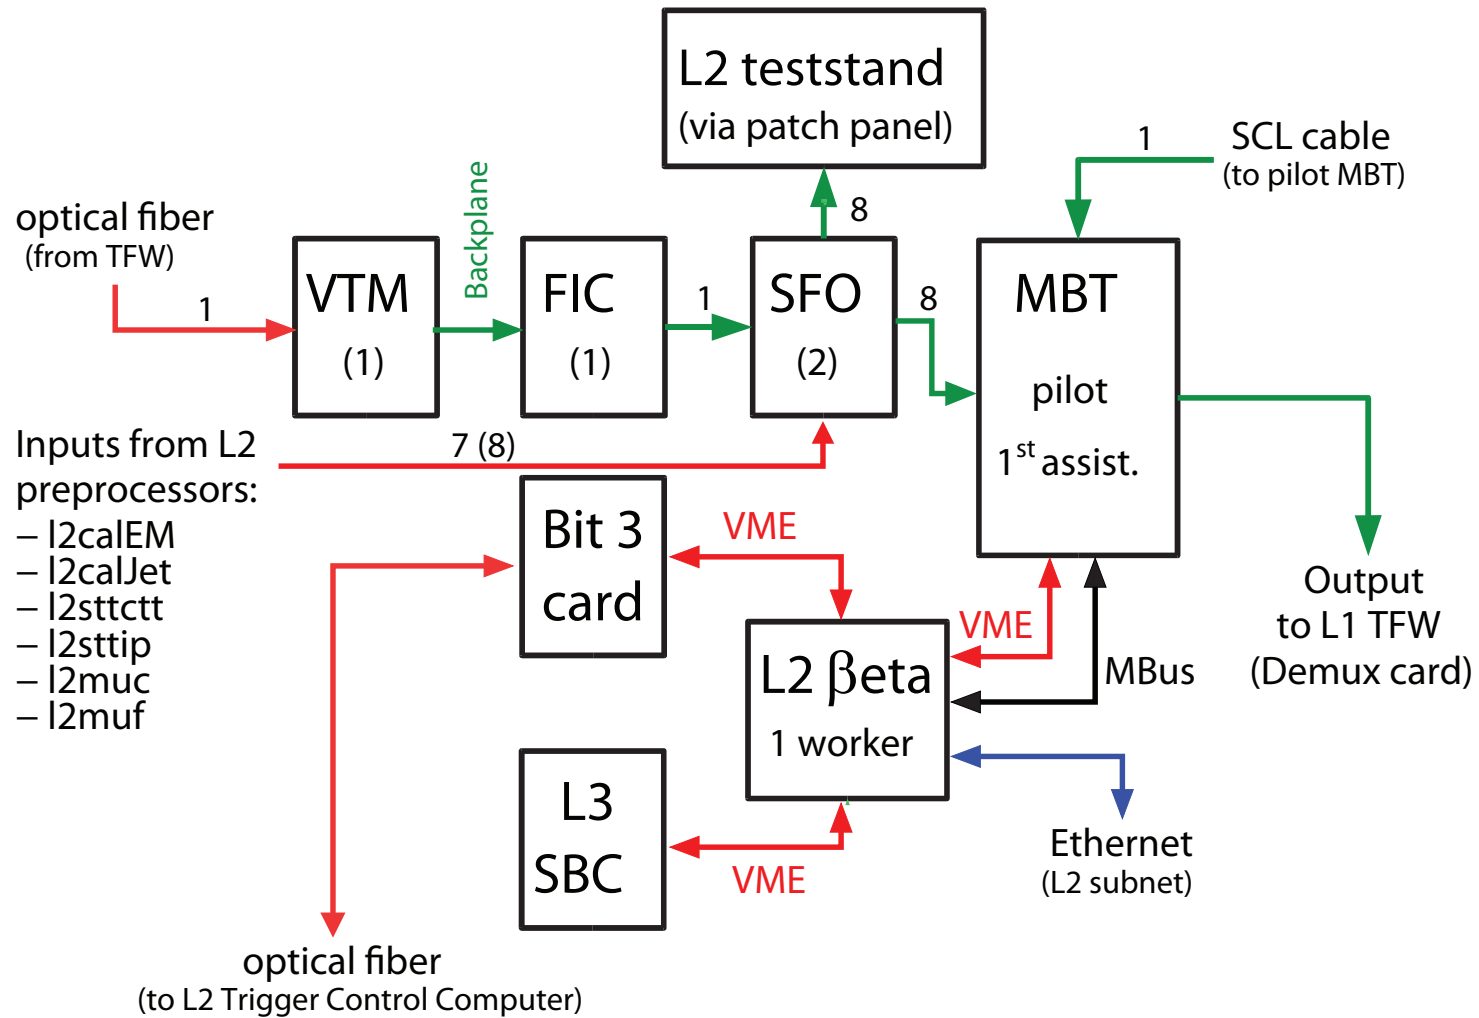 L2 teststand
(via patch panel)
1
SCL cable
(to pilot MBT)
optical fiber
(from TFW)
1
Backplane
8
VTM
(1)
FIC
(1)
1
SFO
(2)
8
MBT
pilot
1st assist.
Inputs from L2
preprocessors:
– l2calEM
– l2calJet
– l2sttctt
– l2sttip
– l2muc
– l2muf
7 (8)
Bit 3
card
VME
VME
MBus
Output
to L1 TFW
(Demux card)
L2 βeta
1 worker
L3
SBC
VME
Ethernet
(L2 subnet)
optical fiber
(to L2 Trigger Control Computer)